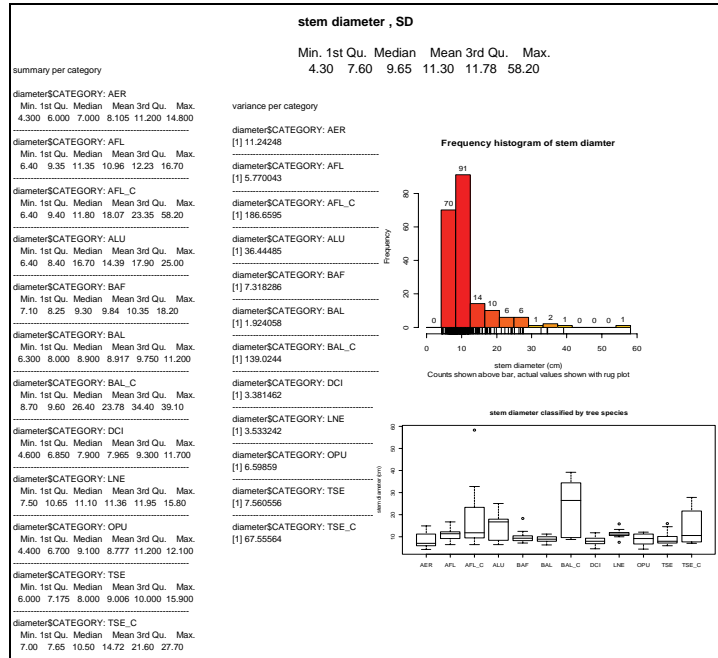 stem diameter , SD
Min. 1st Qu. Median Mean 3rd Qu. Max.
4.30 7.60 9.65 11.30 11.78 58.20
summary per category
diameter$CATEGORY: AER
Min. 1st Qu. Median Mean 3rd Qu. Max.
4.300 6.000 7.000 8.105 11.200 14.800
diameter$CATEGORY: AFL
Min. 1st Qu. Median Mean 3rd Qu. Max.
6.40 9.35 11.35 10.96 12.23 16.70
diameter$CATEGORY: AFL_C
Min. 1st Qu. Median Mean 3rd Qu. Max.
6.40 9.40 11.80 18.07 23.35 58.20
diameter$CATEGORY: ALU
Min. 1st Qu. Median Mean 3rd Qu. Max.
6.40 8.40 16.70 14.39 17.90 25.00
diameter$CATEGORY: BAF
Min. 1st Qu. Median Mean 3rd Qu. Max.
7.10 8.25 9.30 9.84 10.35 18.20
diameter$CATEGORY: BAL
Min. 1st Qu. Median Mean 3rd Qu. Max.
6.300 8.000 8.900 8.917 9.750 11.200
diameter$CATEGORY: BAL_C
Min. 1st Qu. Median Mean 3rd Qu. Max.
8.70 9.60 26.40 23.78 34.40 39.10
diameter$CATEGORY: DCI
Min. 1st Qu. Median Mean 3rd Qu. Max.
4.600 6.850 7.900 7.965 9.300 11.700
diameter$CATEGORY: LNE
Min. 1st Qu. Median Mean 3rd Qu. Max.
7.50 10.65 11.10 11.36 11.95 15.80
diameter$CATEGORY: OPU
Min. 1st Qu. Median Mean 3rd Qu. Max.
4.400 6.700 9.100 8.777 11.200 12.100
diameter$CATEGORY: TSE
Min. 1st Qu. Median Mean 3rd Qu. Max.
6.000 7.175 8.000 9.006 10.000 15.900
diameter$CATEGORY: TSE_C
Min. 1st Qu. Median Mean 3rd Qu. Max.
7.00 7.65 10.50 14.72 21.60 27.70
variance per category
diameter$CATEGORY: AER
[1] 11.24248
diameter$CATEGORY: AFL
[1] 5.770043
diameter$CATEGORY: AFL_C
[1] 186.6595
diameter$CATEGORY: ALU
[1] 36.44485
diameter$CATEGORY: BAF
[1] 7.318286
diameter$CATEGORY: BAL
[1] 1.924058
diameter$CATEGORY: BAL_C
[1] 139.0244
diameter$CATEGORY: DCI
[1] 3.381462
diameter$CATEGORY: LNE
[1] 3.533242
diameter$CATEGORY: OPU
[1] 6.59859
diameter$CATEGORY: TSE
[1] 7.560556
diameter$CATEGORY: TSE_C
[1] 67.55564
Frequency histogram of stem diamter
Frequency
80
60
40
20
0
0 70 91 14 10 6 6 1 2 1 0 0 0 1
0 10 20 30 40 50 60
stem diameter (cm)
Counts shown above bar, actual values shown with rug plot
stem diameter classified by tree species
stem diameter(cm)
60
50
40
30
20
10
AER AFL AFL_C ALU BAF BAL BAL_C DCI LNE OPU TSE TSE_C